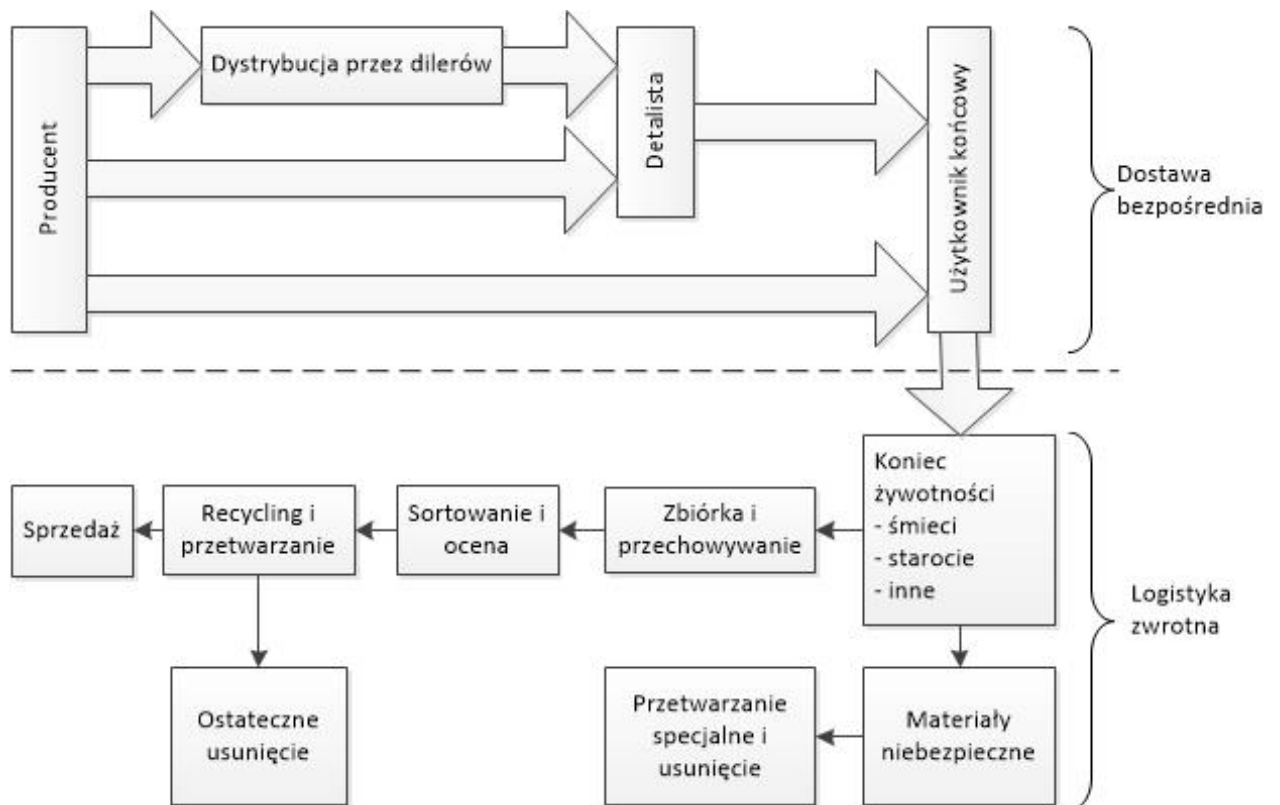 Producent
Dystrybucja przez dilerów
Detalista
Użytkownik końcowy
Dostawa
bezpośrednia
Koniec
żywotności
- śmieci
- starocie
- inne
Zbiórka i
przechowywanie
Sortowanie i
ocena
Recycling i
przetwarzanie
Sprzedaż
Logistyka
zwrotna
Ostateczne
usunięcie
Przetwarzanie
specjalne i
usunięcie
Materiały
niebezpieczne